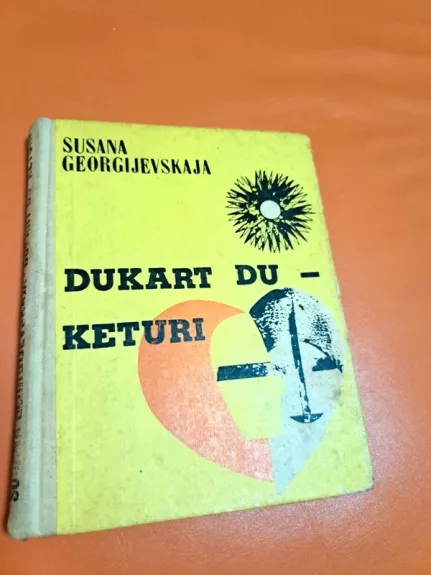 SUSANA
GEORGIJEVSKAJA
DUKART DU –
KETURI